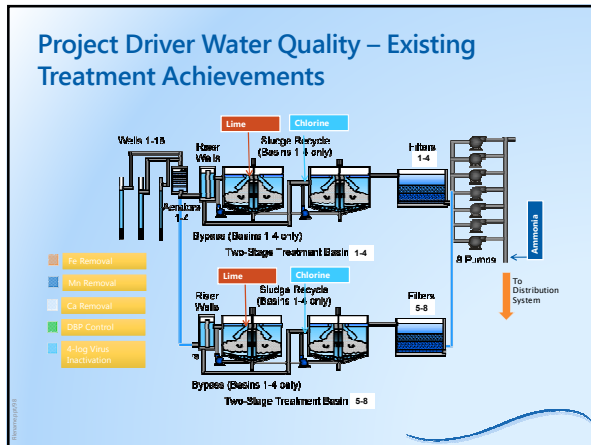 Project Driver Water Quality – Existing
Treatment Achievements
Lime
Chlorine
Wells 1-18
Riser
Wells
Sludge Recycle
(Basins 1-4 only)
Filters
1-4
Aerators
1-4
Bypass (Basins 1-4 only)
Two-Stage Treatment Basin 1-4
8 Pumps
Ammonia
To
Distribution
System
Fe Removal
Mn Removal
Ca Removal
DBP Control
4-log Virus
Inactivation
Lime
Chlorine
Riser
Wells
Sludge Recycle
(Basins 1-4 only)
Filters
5-8
Bypass (Basins 1-4 only)
Two-Stage Treatment Basin 5-8